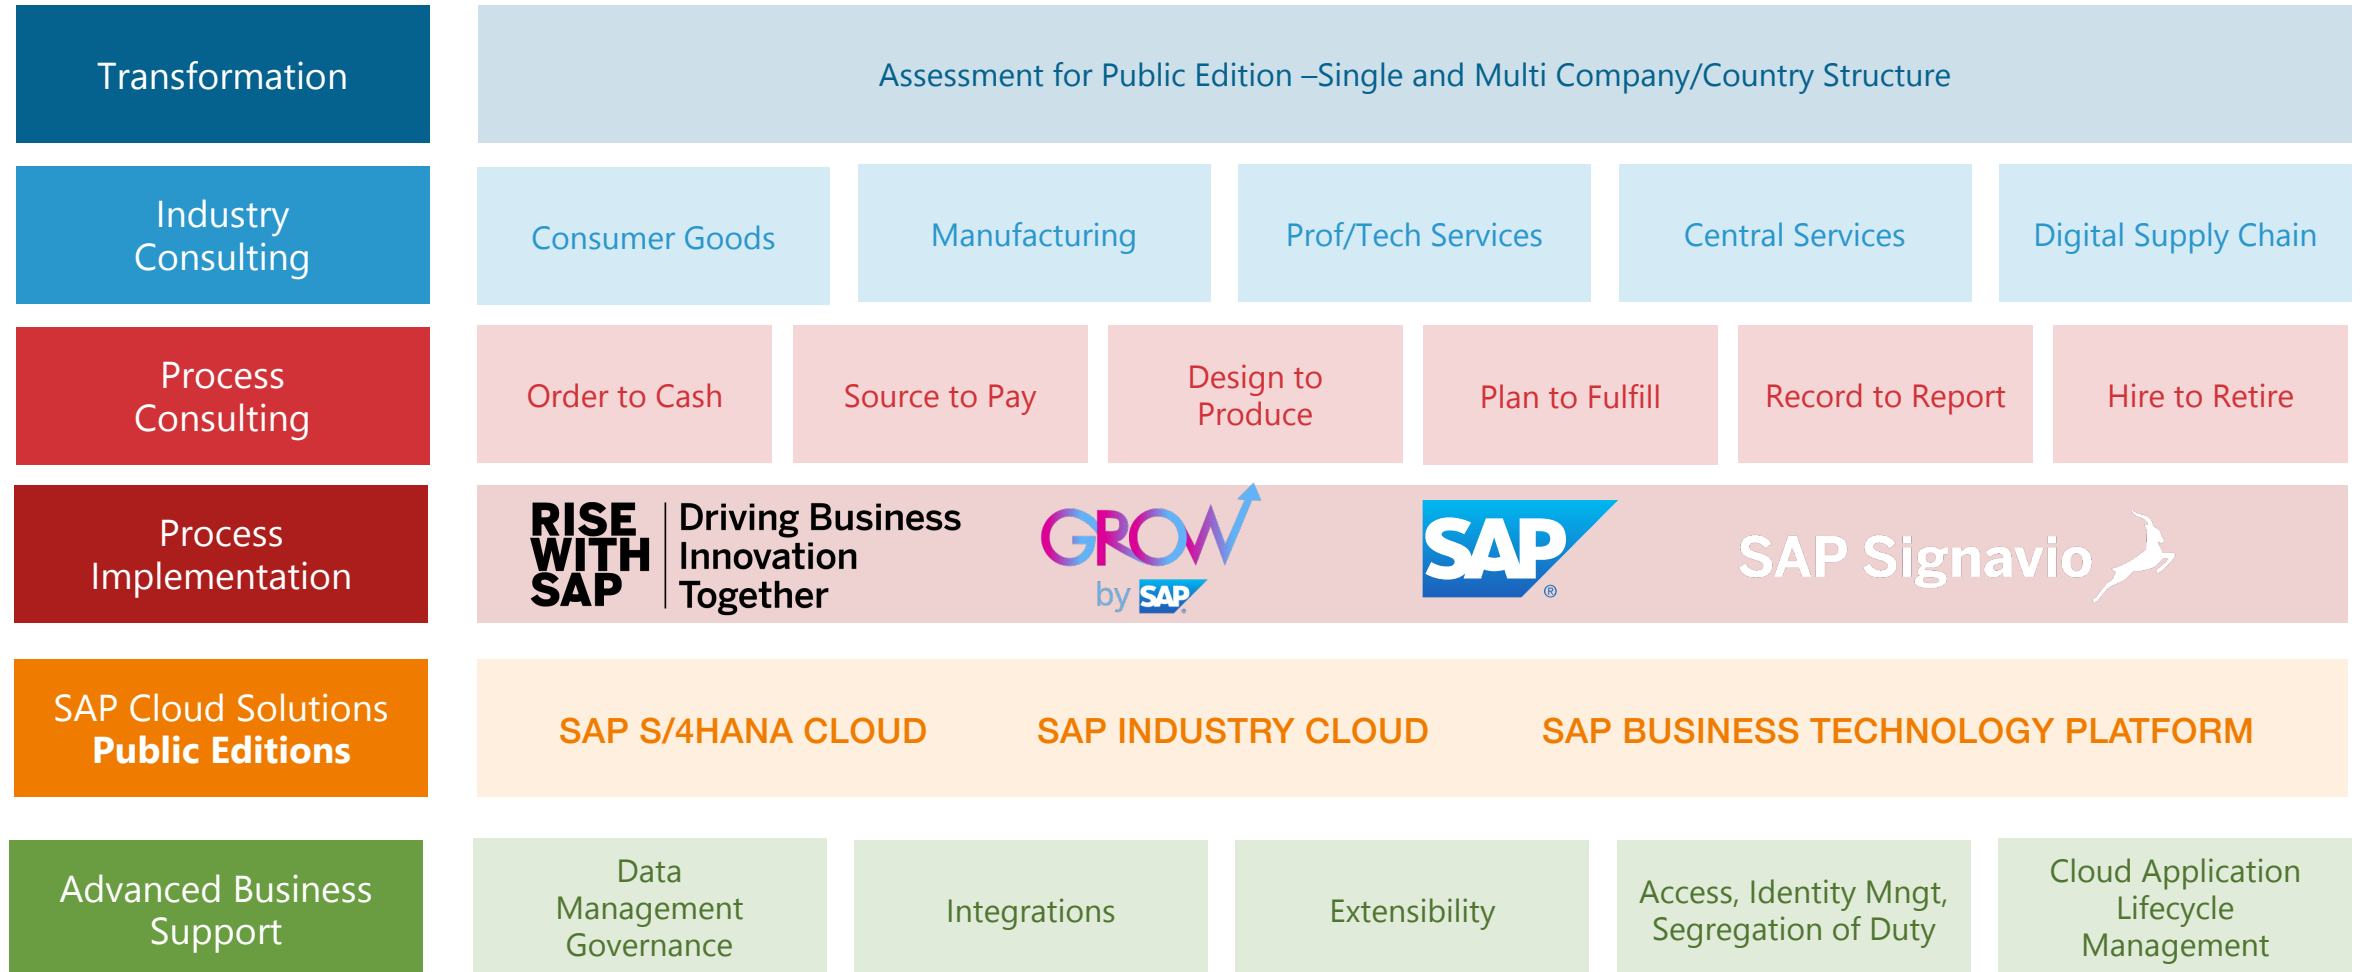 Transformation
Assessment for Public Edition –Single and Multi Company/Country Structure
Industry
Consulting
Consumer Goods
Manufacturing
Prof/Tech Services
Central Services
Digital Supply Chain
Process
Consulting
Order to Cash
Source to Pay
Design to
Produce
Plan to Fulfill
Record to Report
Hire to Retire
Process
Implementation
RISE
WITH
SAP
Driving Business
Innovation
Together
GROW
by SAP
SAP
®
SAP Signavio
SAP Cloud Solutions
Public Editions
SAP S/4HANA CLOUD
SAP INDUSTRY CLOUD
SAP BUSINESS TECHNOLOGY PLATFORM
Advanced Business
Support
Data
Management
Governance
Integrations
Extensibility
Access, Identity Mngt,
Segregation of Duty
Cloud Application
Lifecycle
Management